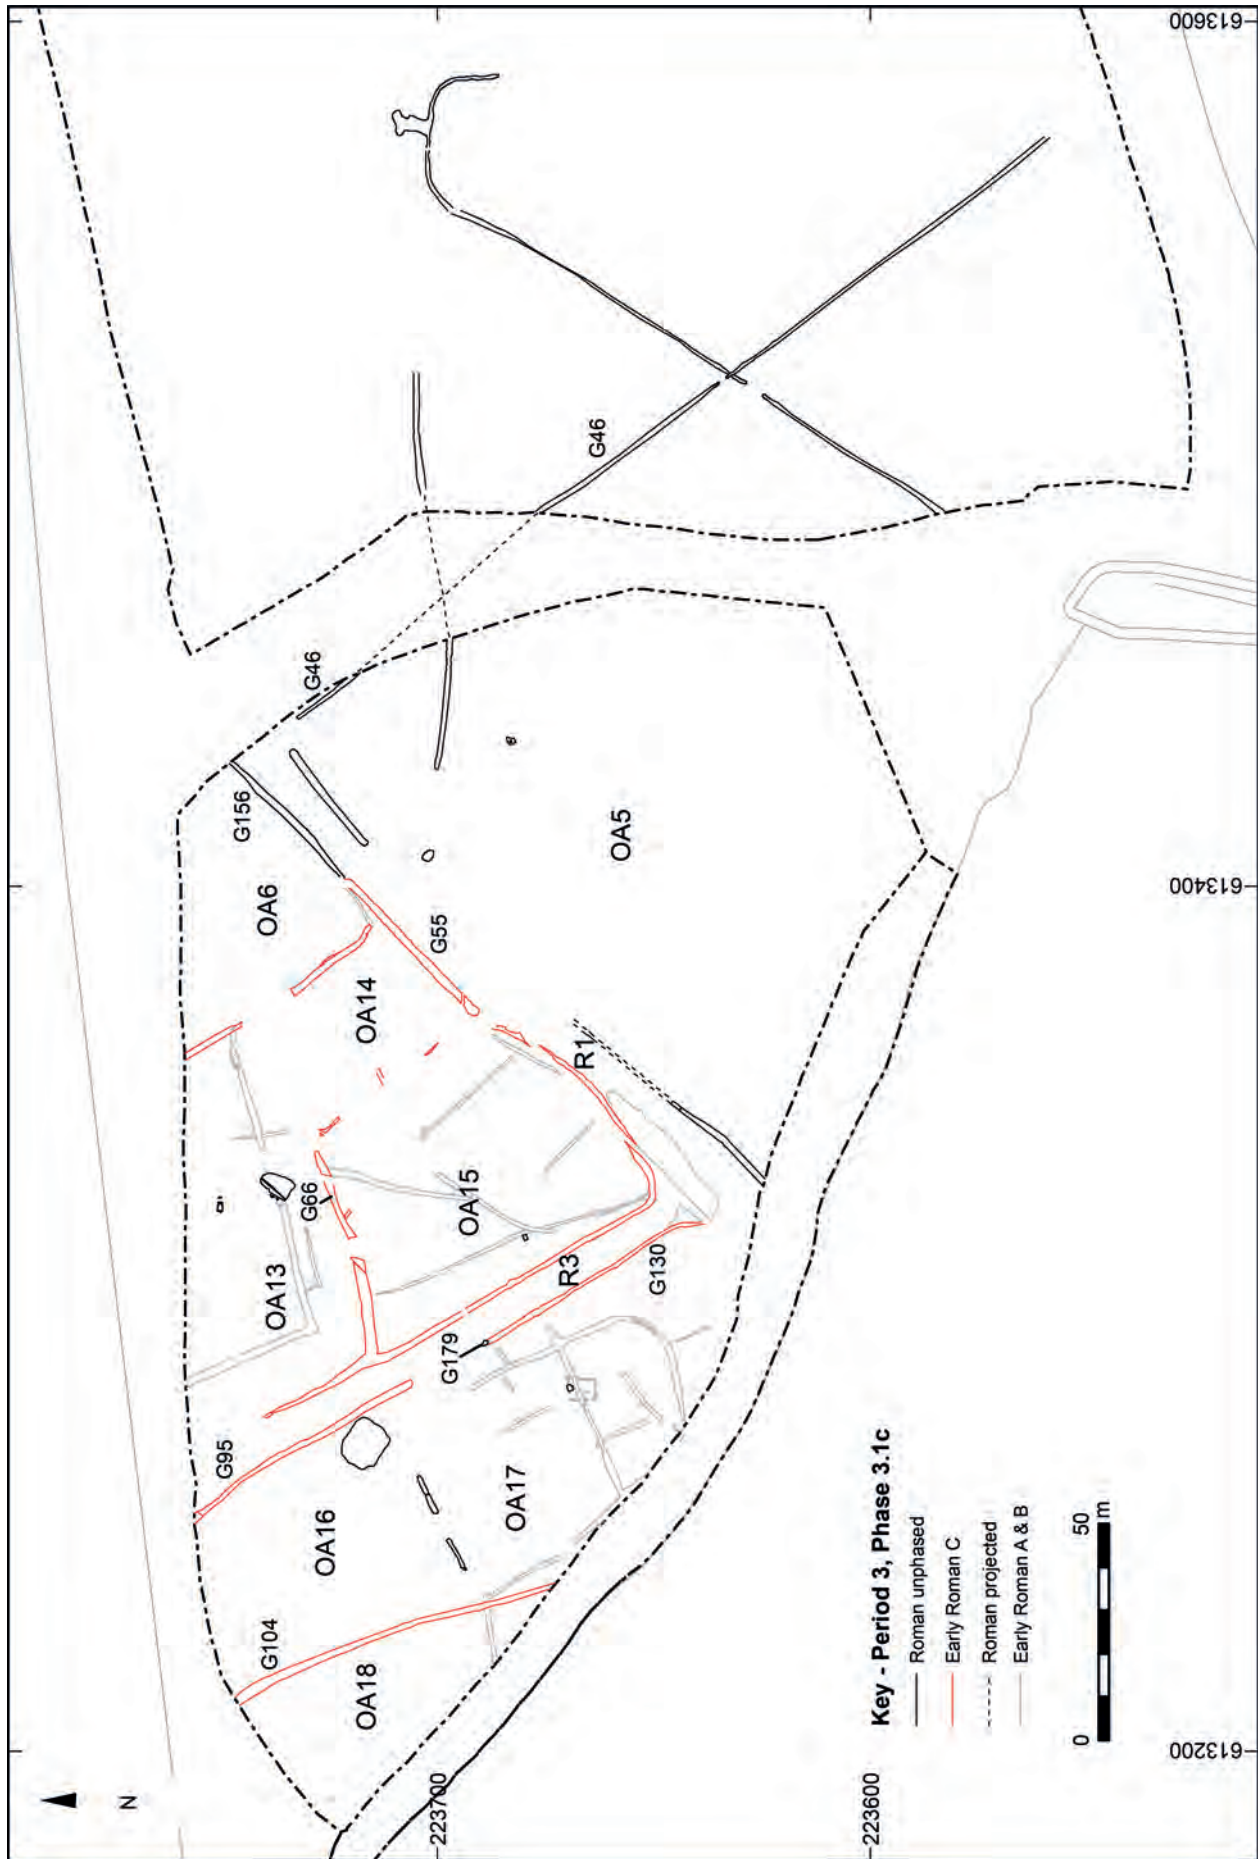 613600
G46
G46
G156
OA6
OA5
613400
G55
OA14
R1
G66
OA15
OA13
R3
G130
G179
G95
OA17
OA16
G104
OA18
Key - Period 3, Phase 3.1c
Roman unphased
Early Roman C
Roman projected
Early Roman A & B
0
50
m
613200
223700
223600
N